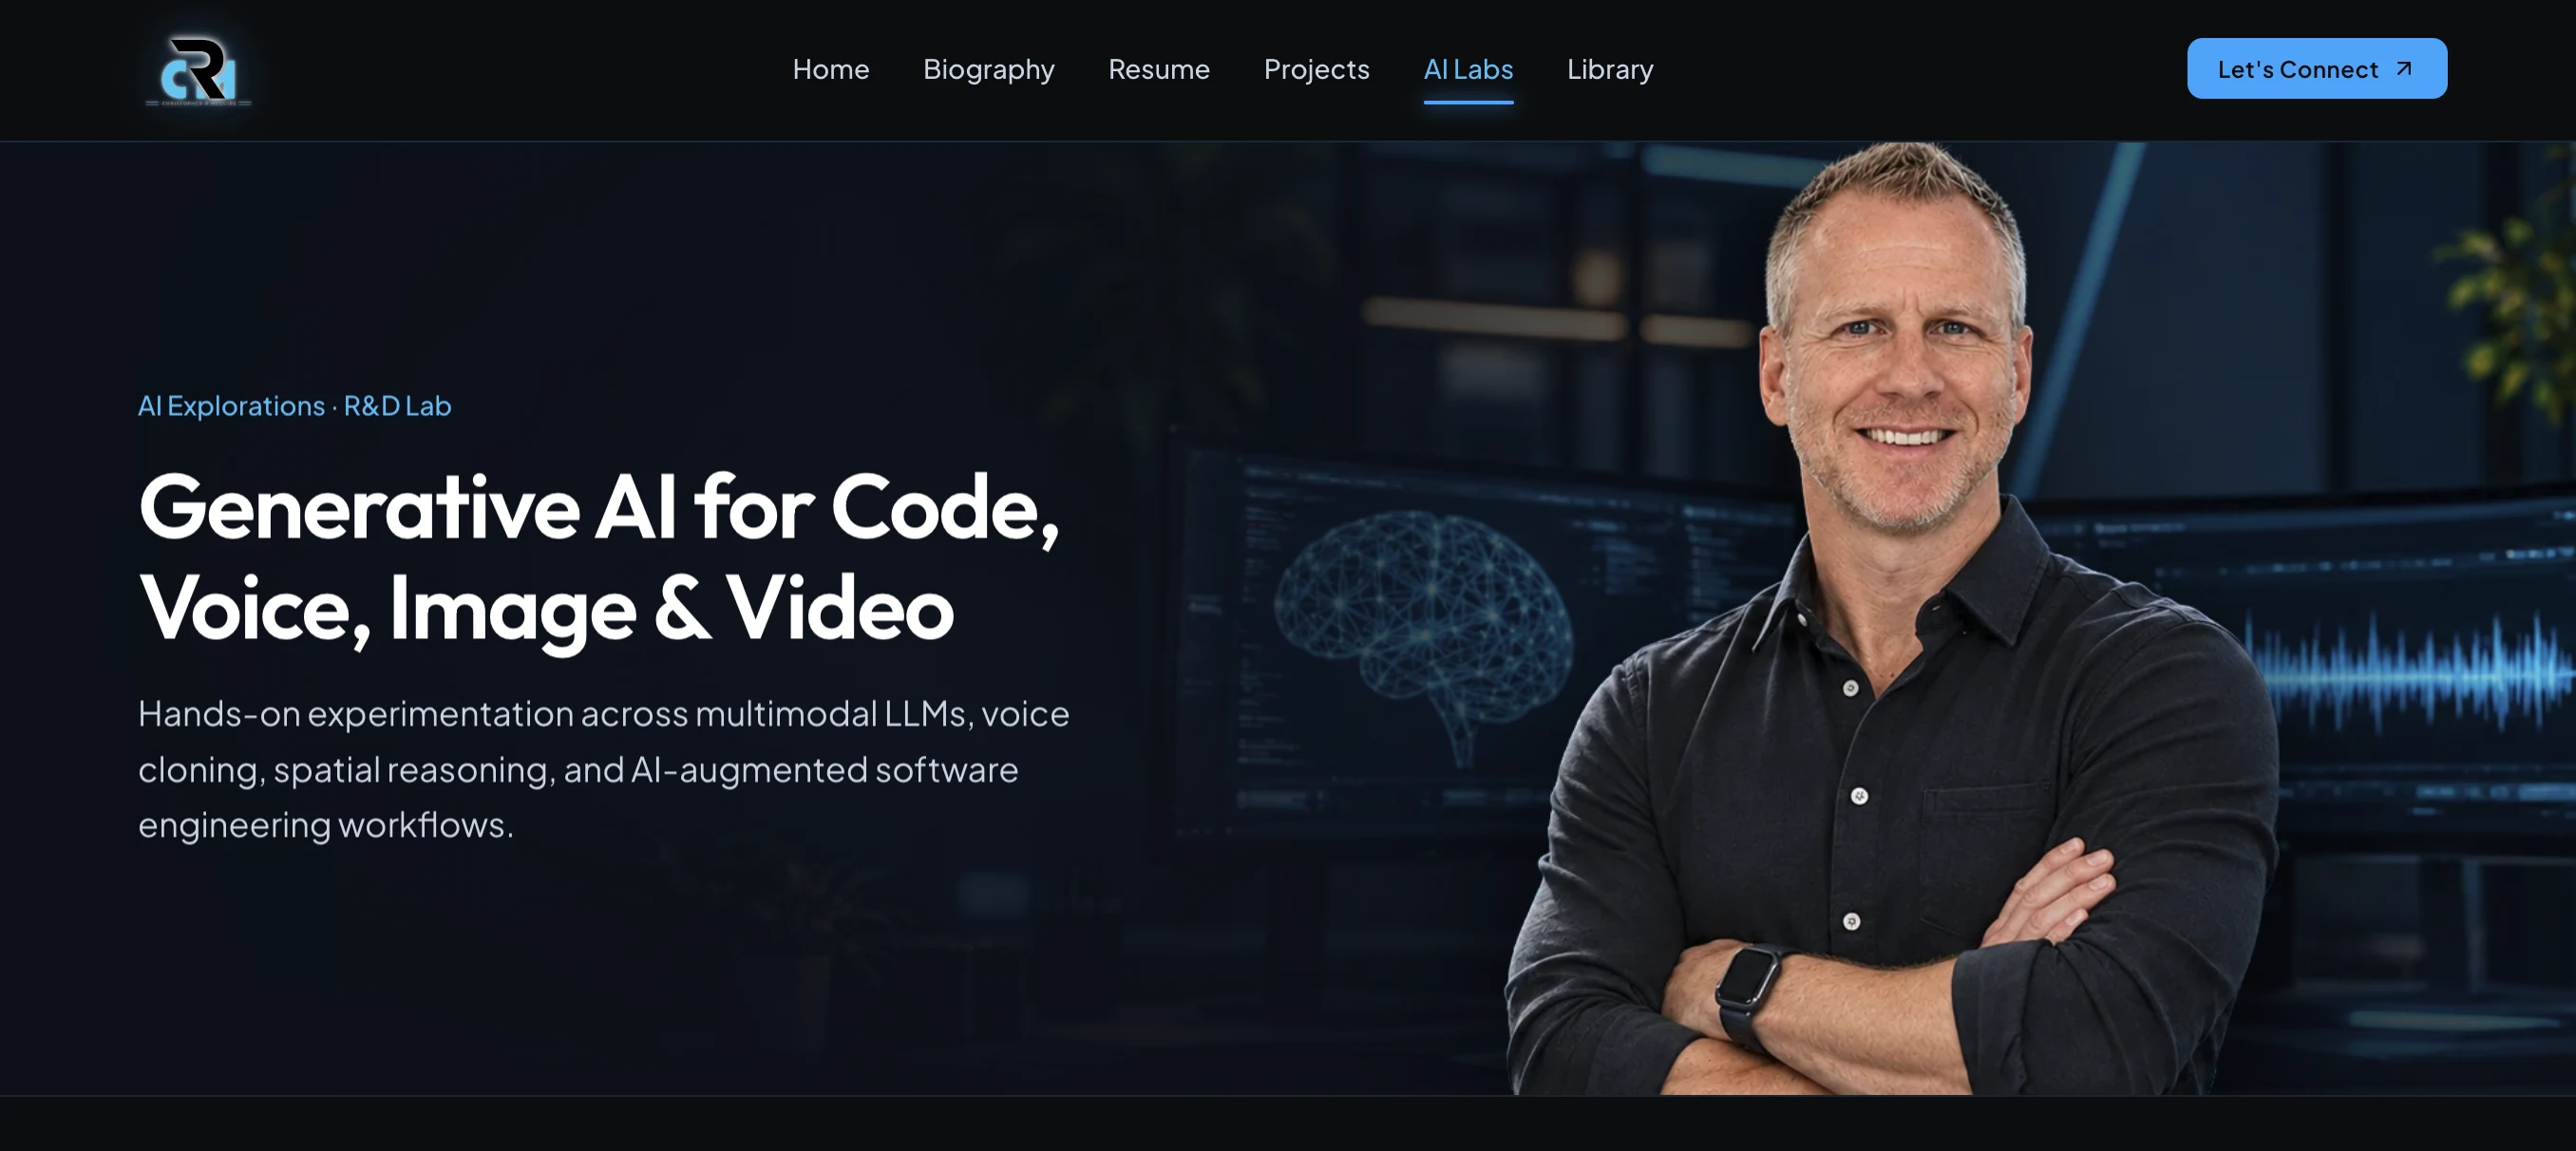 CRM
Home
Biography
Resume
Projects
AI Labs
Library
Let's Connect
AI Explorations · R&D Lab
Generative AI for Code,
Voice, Image & Video
Hands-on experimentation across multimodal LLMs, voice
cloning, spatial reasoning, and AI-augmented software
engineering workflows.